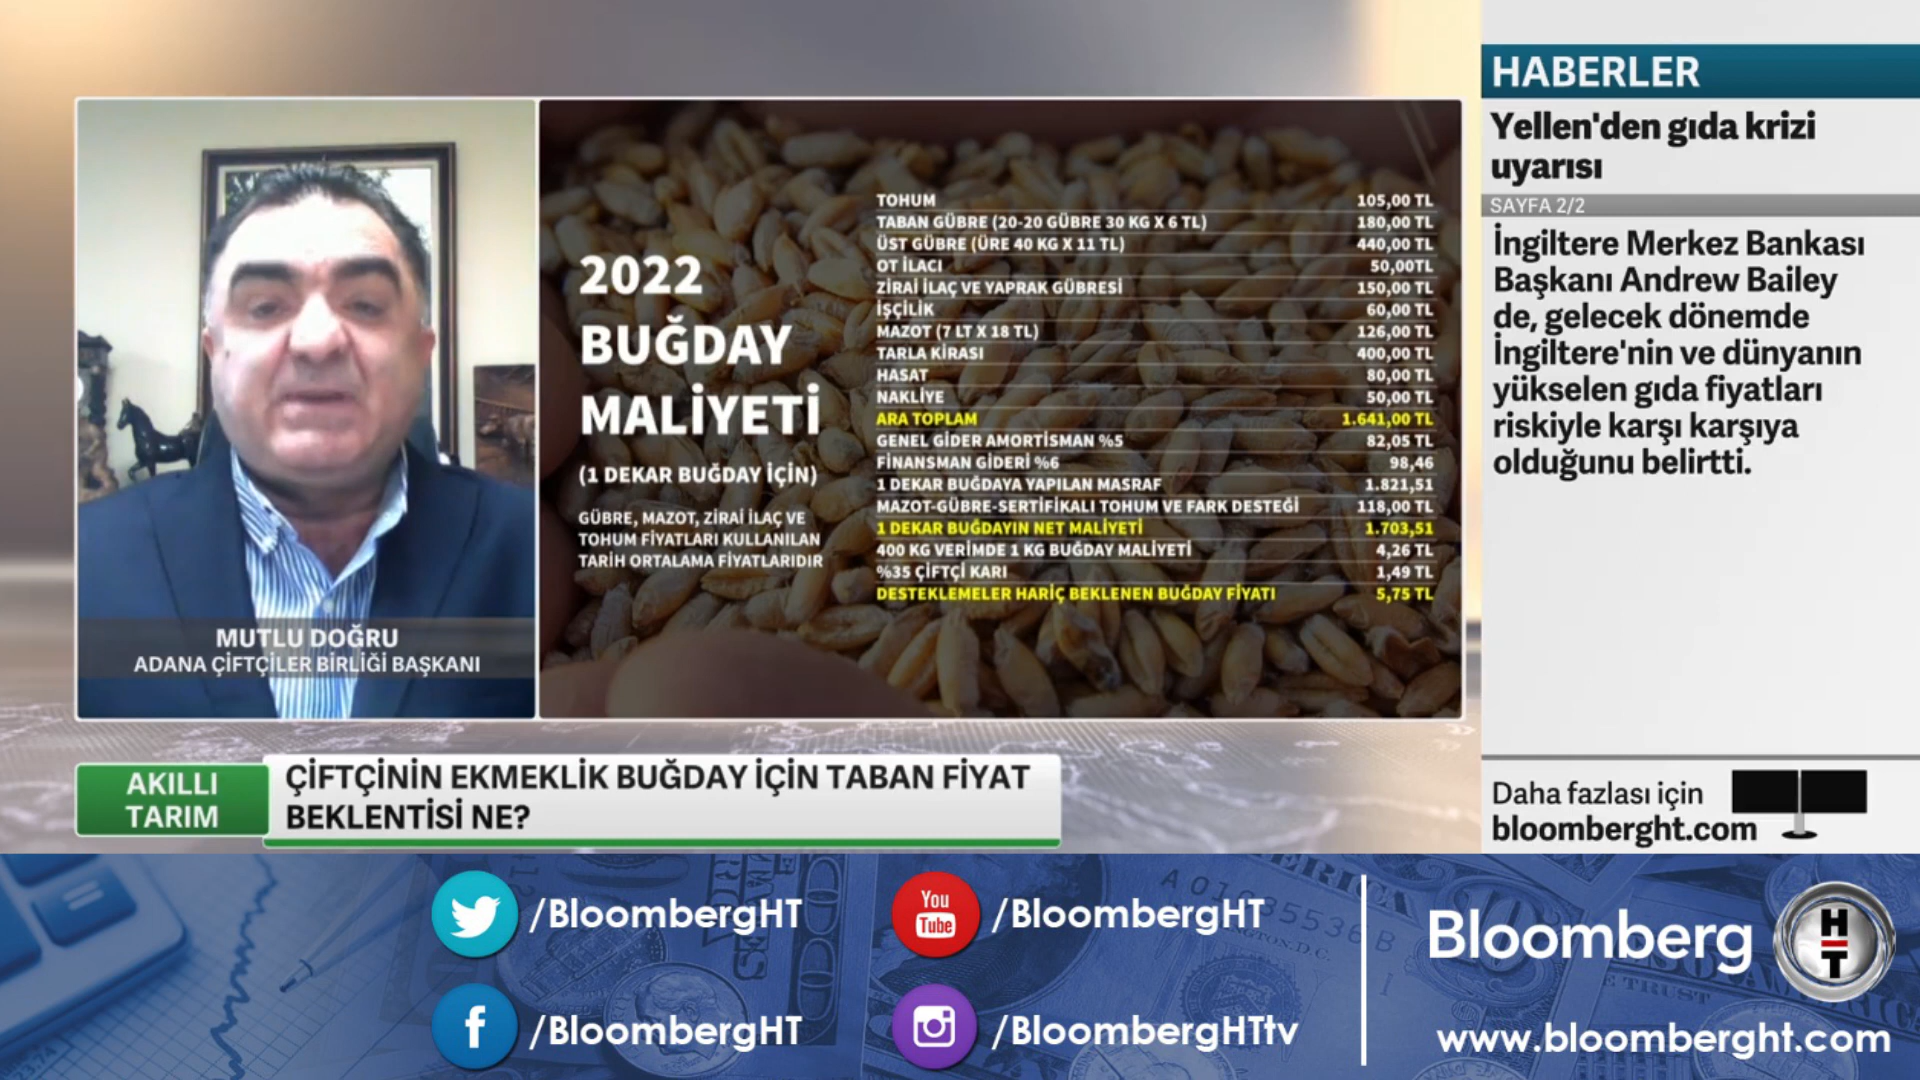 MUTLU DOĞRU
ADANA ÇİFTÇİLER BİRLİĞİ BAŞKANI
2022
BUĞDAY
MALİYETİ
(1 DEKAR BUĞDAY İÇİN)
GÜBRE, MAZOT, ZİRAİ İLAÇ VE
TOHUM FİYATLARI KULLANILAN
TARİH ORTALAMA FİYATLARIDIR
TOHUM 105,00 TL
TABAN GÜBRE (20-20 GÜBRE 30 KG X 6 TL) 180,00 TL
ÜST GÜBRE (ÜRE 40 KG X 11 TL) 440,00 TL
OT İLACI 50,00TL
ZİRAİ İLAÇ VE YAPRAK GÜBRESİ 150,00 TL
İŞÇİLİK 60,00 TL
MAZOT (7 LT X 18 TL) 126,00 TL
TARLA KİRASI 400,00 TL
HASAT 80,00 TL
NAKLİYE 50,00 TL
ARA TOPLAM 1.641,00 TL
GENEL GİDER AMORTİSMAN %5 82,05 TL
FİNANSMAN GİDERİ %6 98,46
1 DEKAR BUĞDAYA YAPILAN MASRAF 1.821,51
MAZOT-GÜBRE-SERTİFİKALI TOHUM VE FARK DESTEĞİ 118,00 TL
1 DEKAR BUĞDAYIN NET MALİYETİ 1.703,51
400 KG VERİMDE 1 KG BUĞDAY MALİYETİ 4,26 TL
%35 ÇİFTÇİ KARI 1,49 TL
DESTEKLEMELER HARİÇ BEKLENEN BUĞDAY FİYATI 5,75 TL
HABERLER
Yellen'den gıda krizi
uyarısı
SAYFA 2/2
İngiltere Merkez Bankası
Başkanı Andrew Bailey
de, gelecek dönemde
İngiltere'nin ve dünyanın
yükselen gıda fiyatları
riskiyle karşı karşıya
olduğunu belirtti.
Daha fazlası için
bloomberght.com
AKILLI
TARIM
ÇİFTÇİNİN EKMEKLİK BUĞDAY İÇİN TABAN FİYAT
BEKLENTİSİ NE?
/BloombergHT
You
Tube
/BloombergHT
f
/BloombergHT
/BloombergHTtv
Bloomberg
HT
www.bloomberght.com